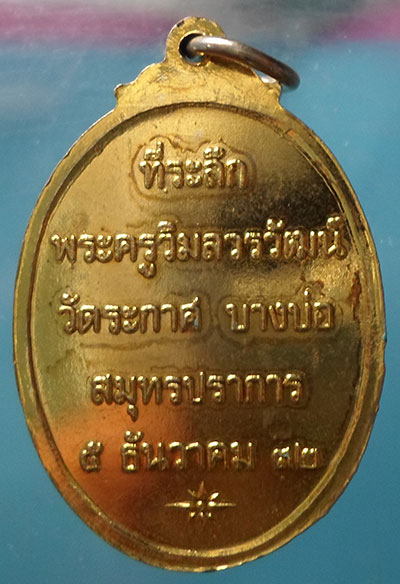 ที่ระลึก
พระครูวิมลวรวัฒน์
วัดระกาศ บางบ่อ
สมุทรปราการ
๕ ธันวาคม